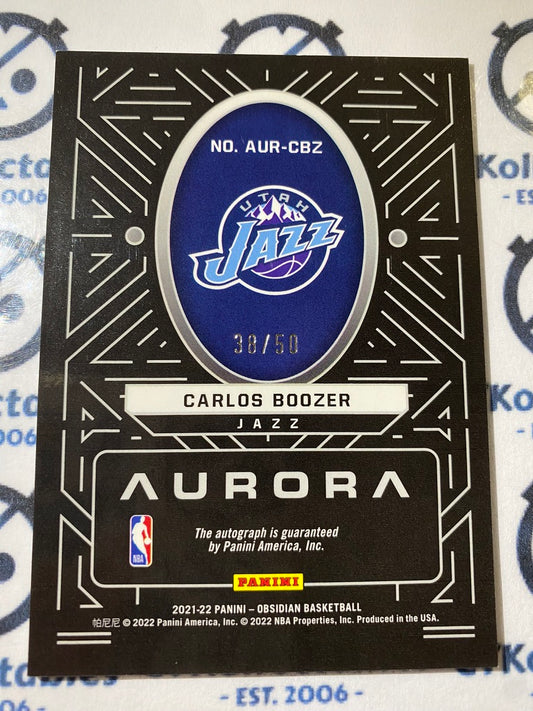 NO. AUR-CBZ
UTAH
JAZZ
38/50
CARLOS BOOZER
JAZZ
AURORA
The autograph is guaranteed
by Panini America, Inc.
NBA
PANINI
2021-22 PANINI – OBSIDIAN BASKETBALL
帕尼尼 © 2022 Panini America, Inc. © 2022 NBA Properties, Inc. Produced in the USA.
- EST. 2006 -